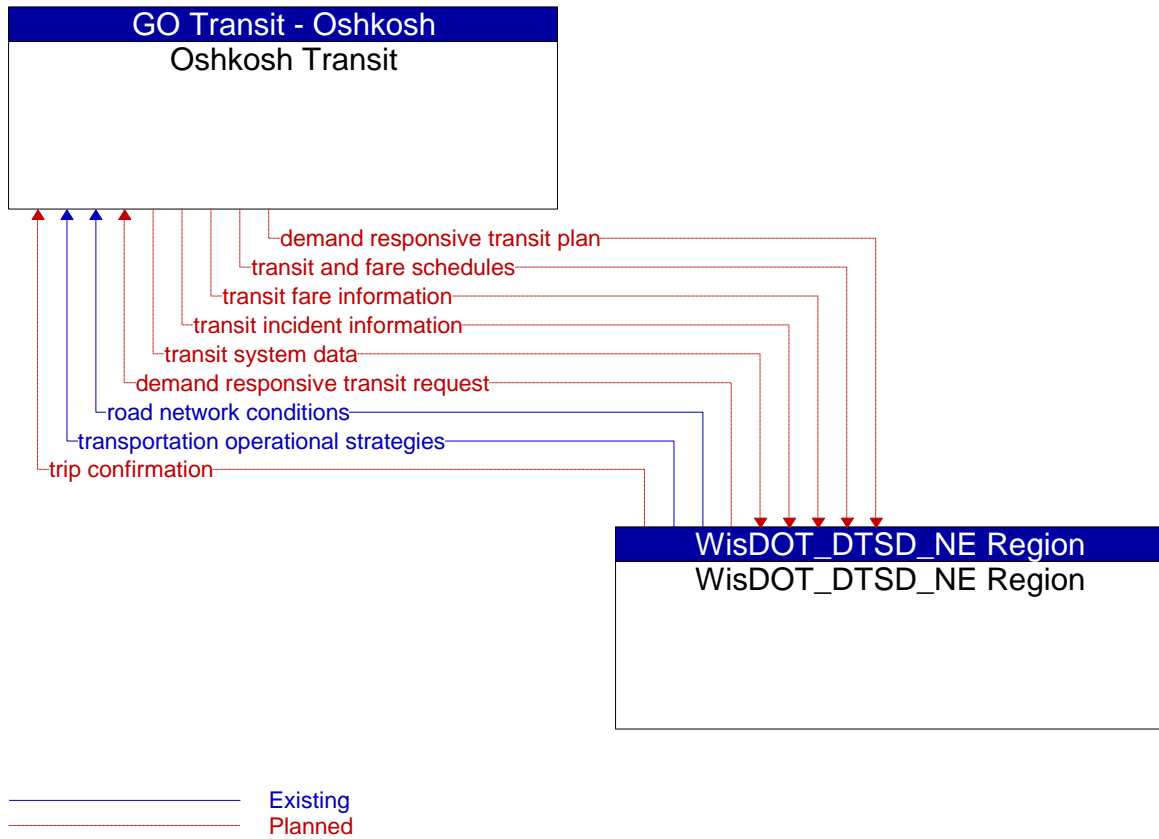 GO Transit - Oshkosh
Oshkosh Transit
demand responsive transit plan
transit and fare schedules
transit fare information
transit incident information
transit system data
demand responsive transit request
road network conditions
transportation operational strategies
trip confirmation
WisDOT_DTSD_NE Region
WisDOT_DTSD_NE Region
Existing
Planned